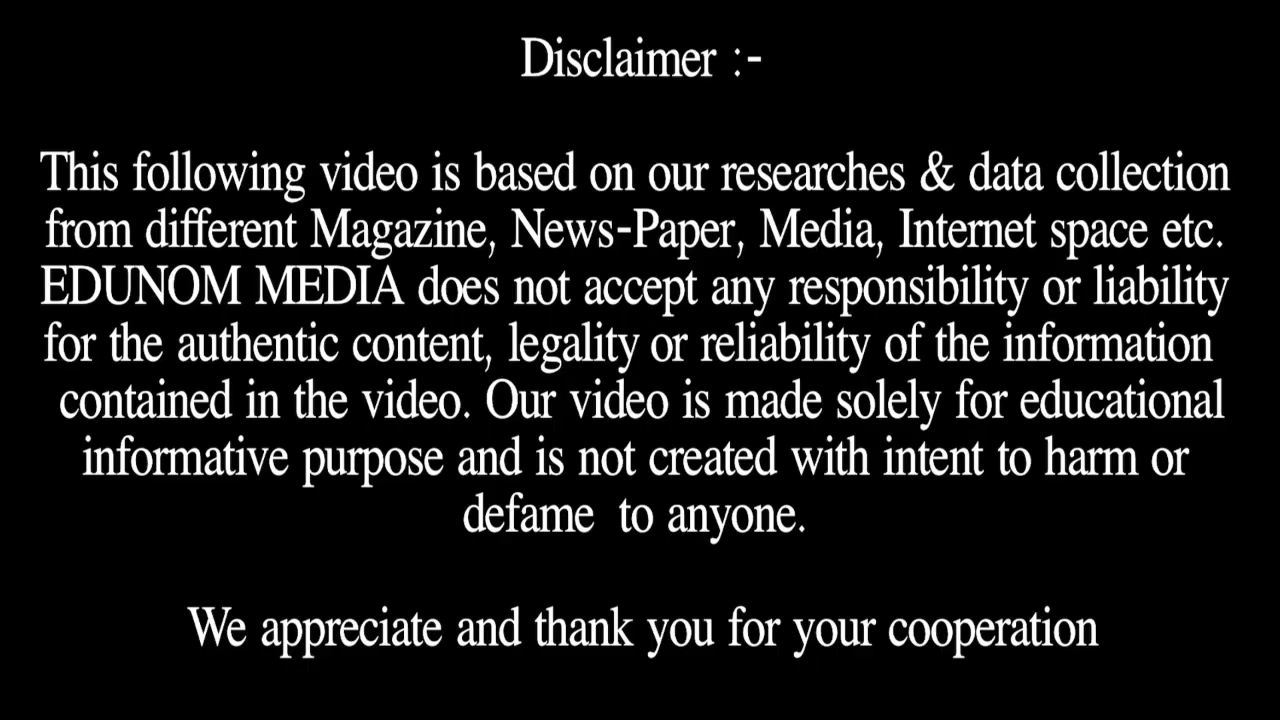 Disclaimer :-
This following video is based on our researches & data collection
from different Magazine, News-Paper, Media, Internet space etc.
EDUNOM MEDIA does not accept any responsibility or liability
for the authentic content, legality or reliability of the information
contained in the video. Our video is made solely for educational
informative purpose and is not created with intent to harm or
defame  to anyone.
We appreciate and thank you for your cooperation